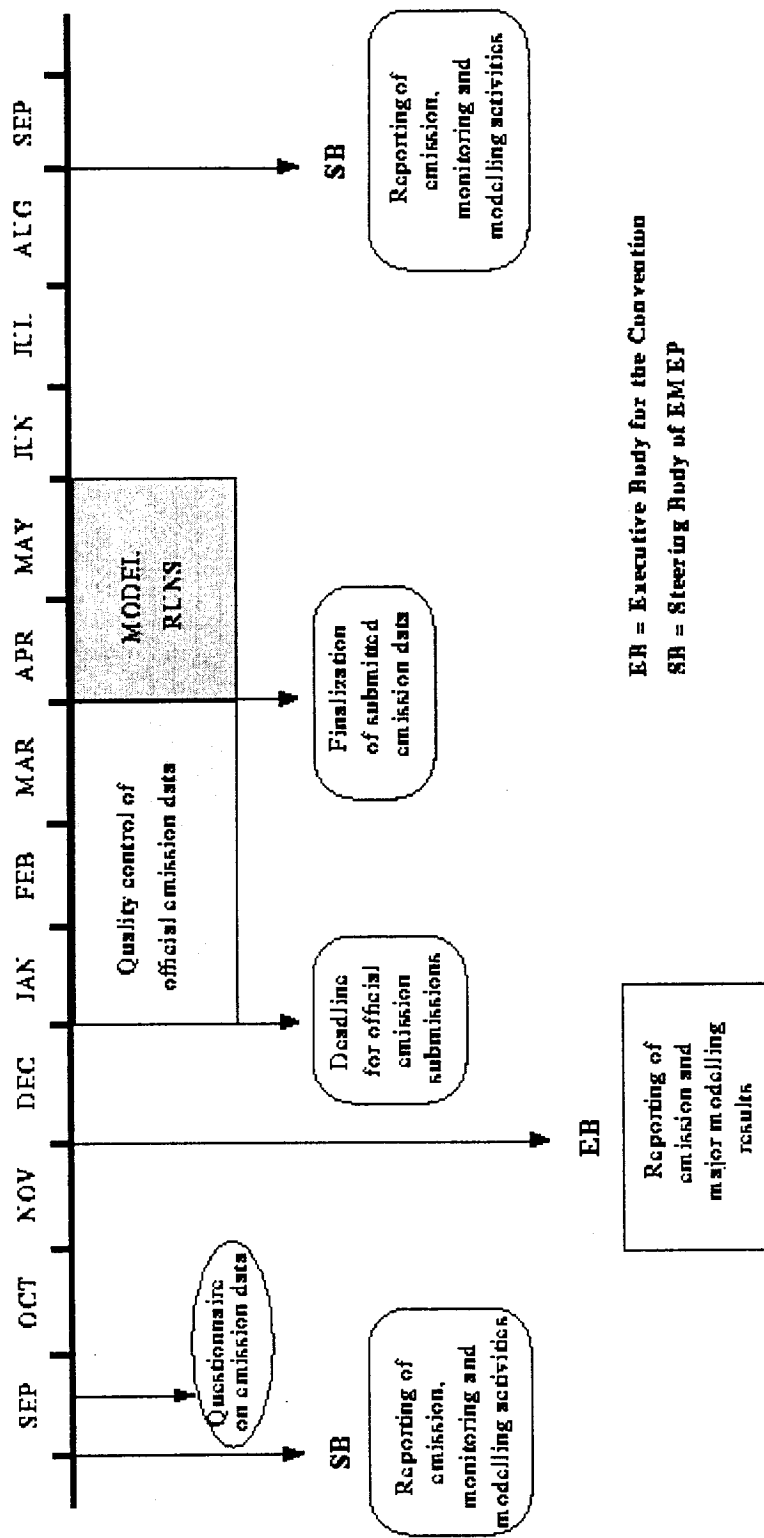 SEP OCT NOV DEC JAN FEB MAR APR MAY JUN JUL AUG SEP
Questionnaire
on emission data
Quality control of
official emission data
MODEL
RUNS
SB
Reporting of
emission,
monitoring and
modelling activities
Deadline
for official
emission
submissions
Finalization
of submitted
emission data
SB
Reporting of
emission,
monitoring and
modelling activities
EB
Reporting of
emission and
major modelling
results
EB = Executive Body for the Convention
SB = Steering Body of EMEP